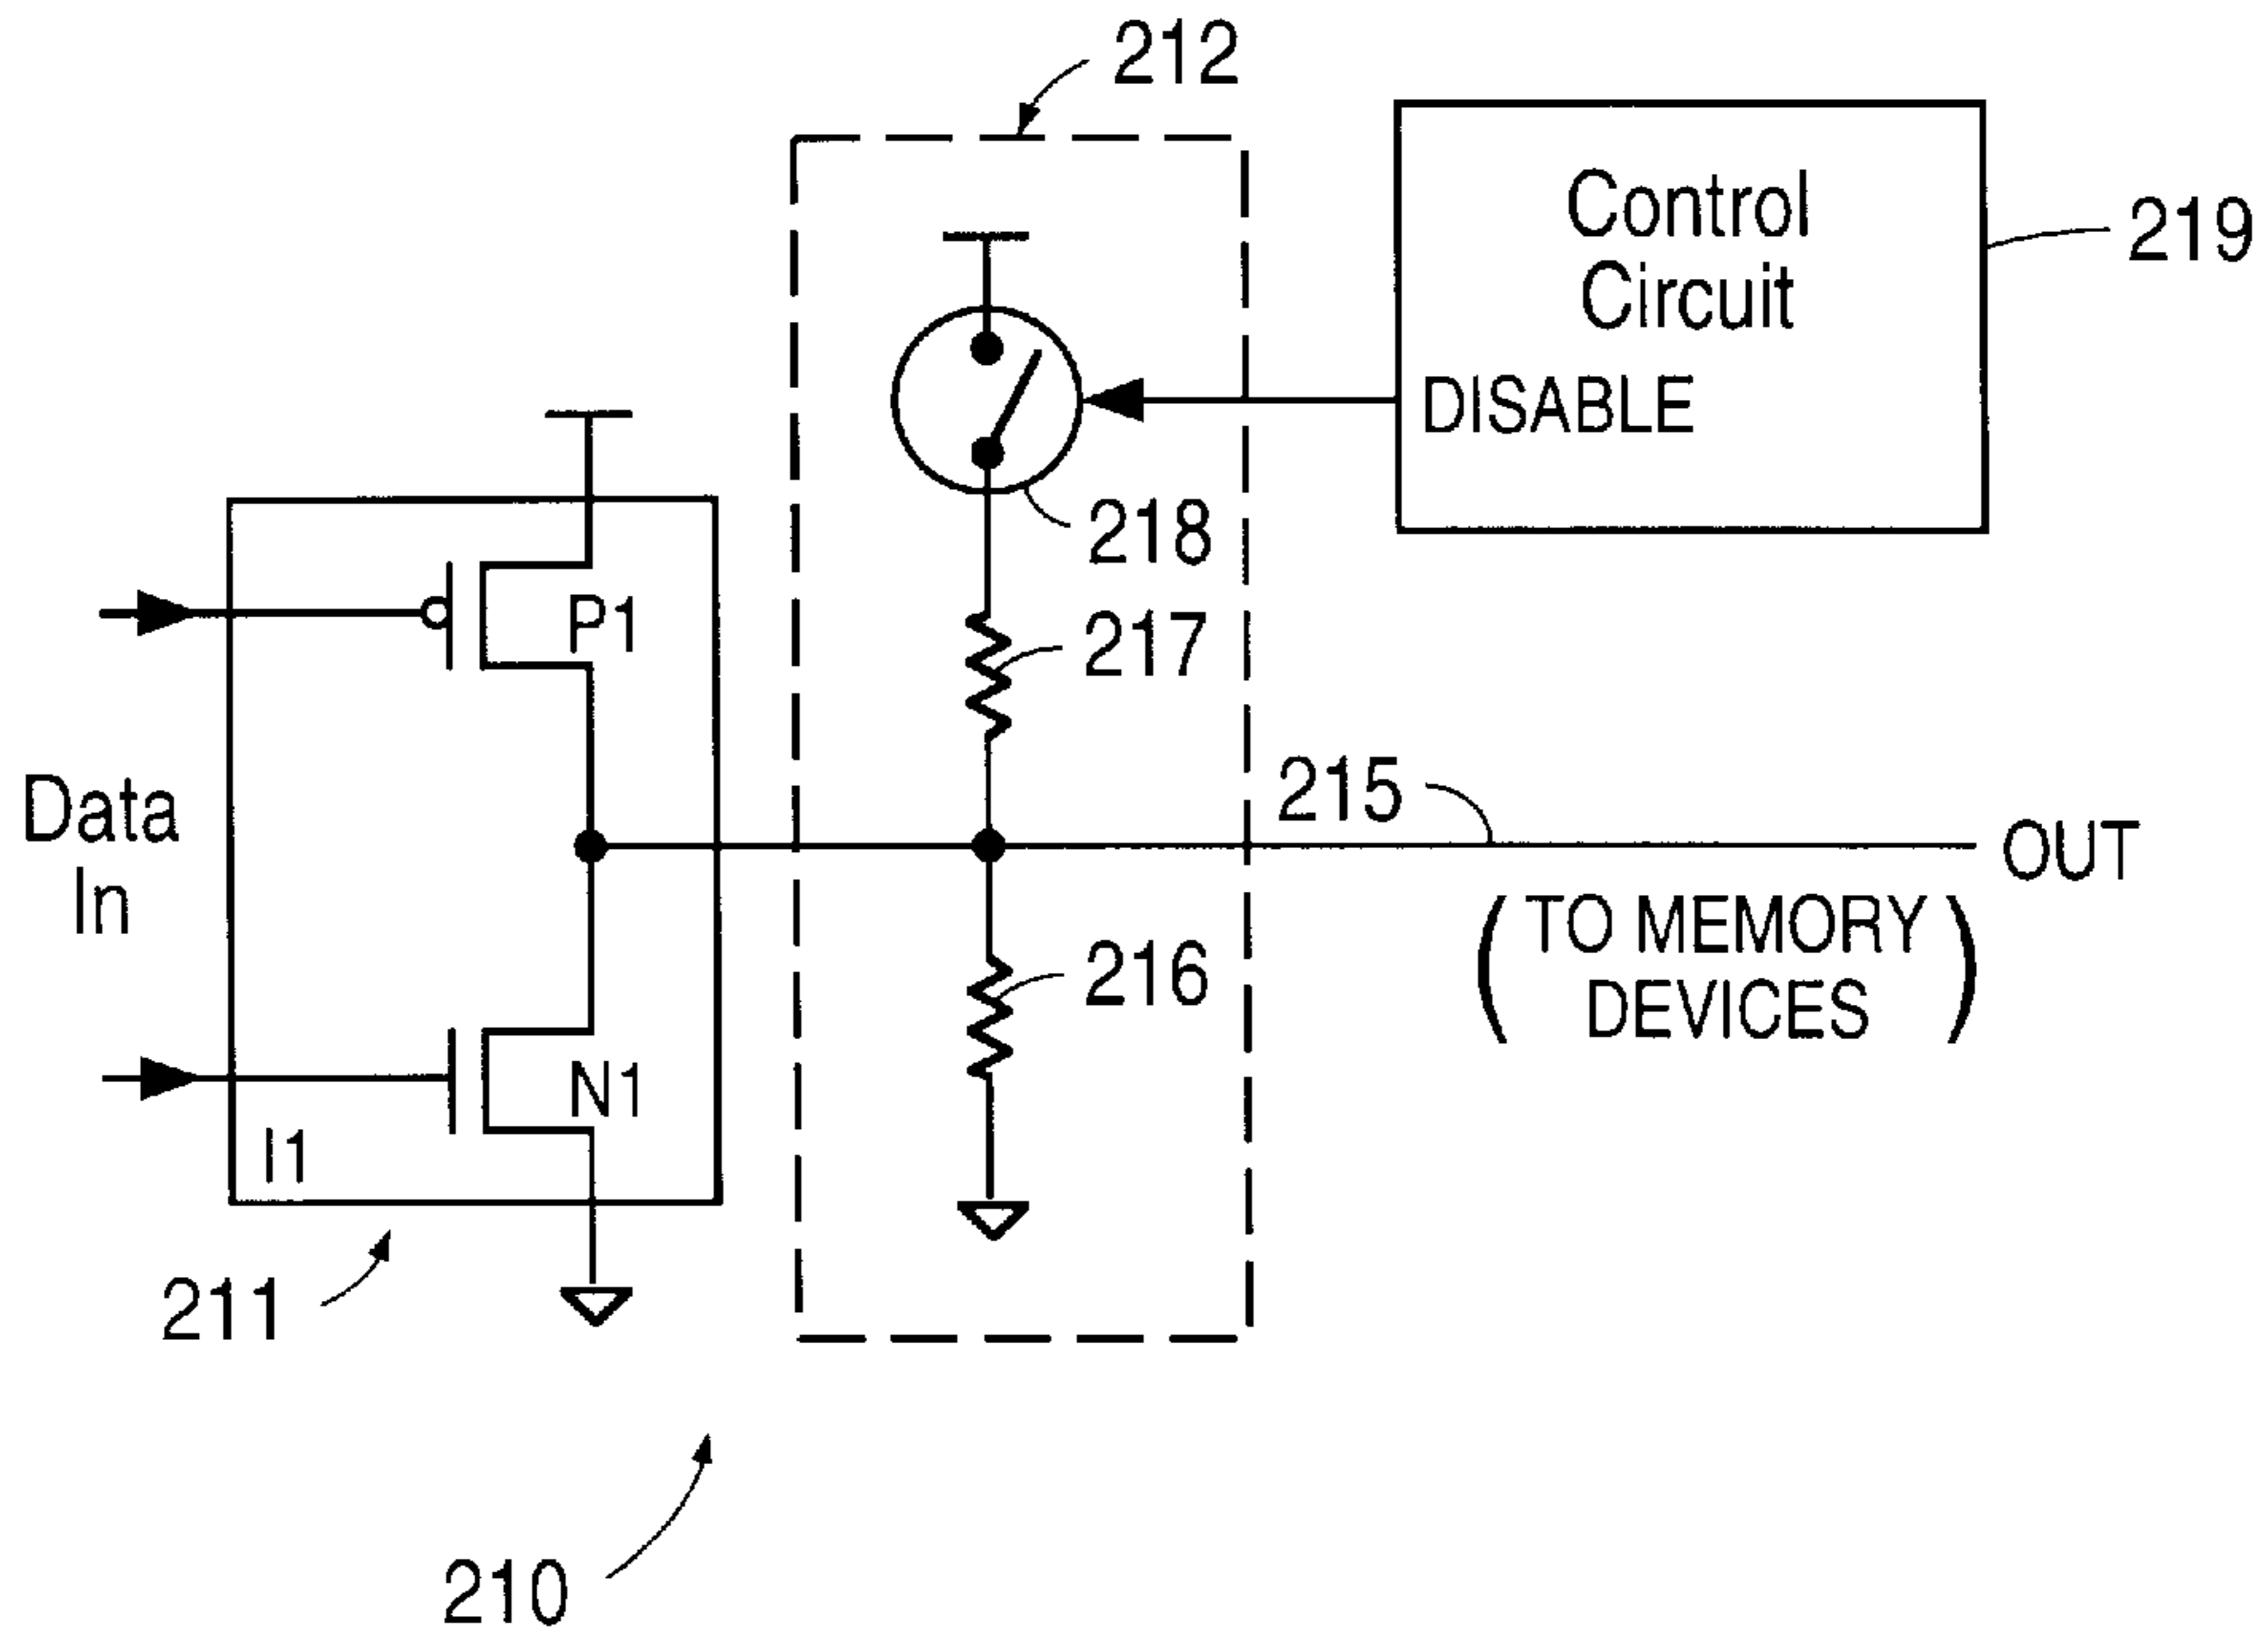 212
Control
Circuit
DISABLE
219
218
P1
217
Data
In
215
OUT
( TO MEMORY
DEVICES )
216
N1
I1
211
210